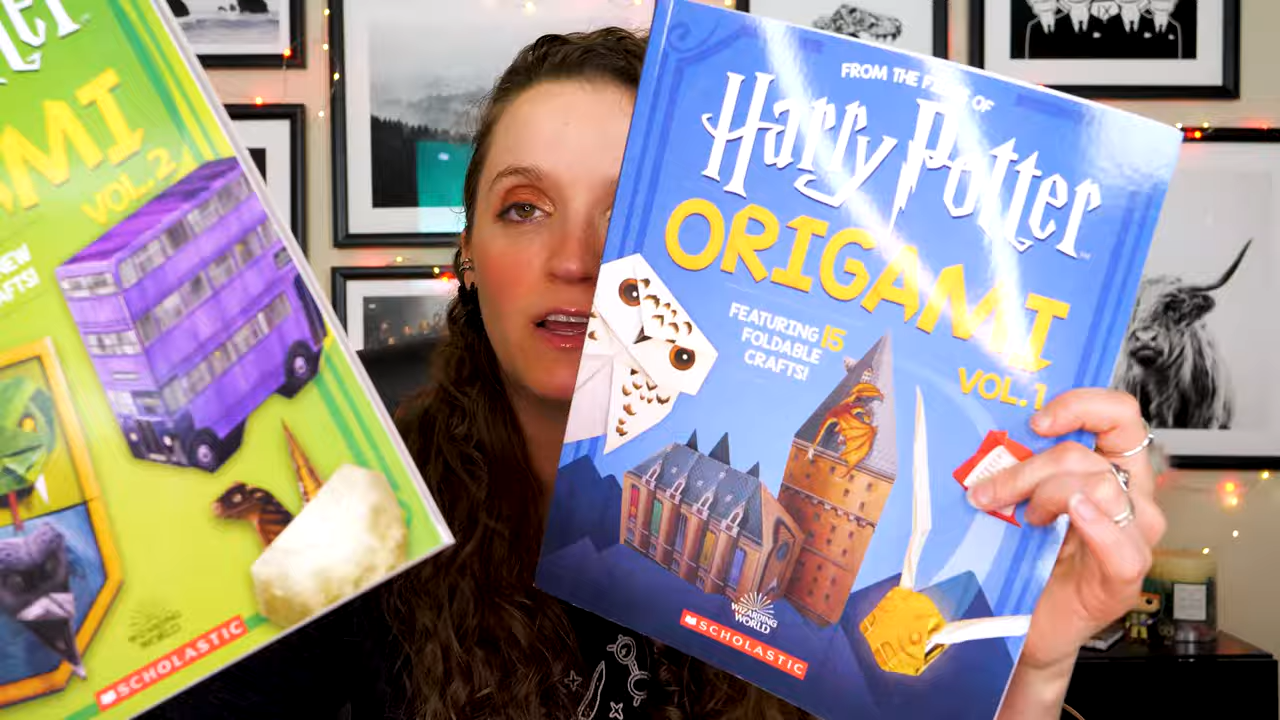 AMI
VOL. 2
SCHOLASTIC
FROM THE FILMS OF
Harry Potter
ORIGAMI
VOL. 1
FEATURING 15
FOLDABLE
CRAFTS!
WIZARDING
WORLD
SCHOLASTIC